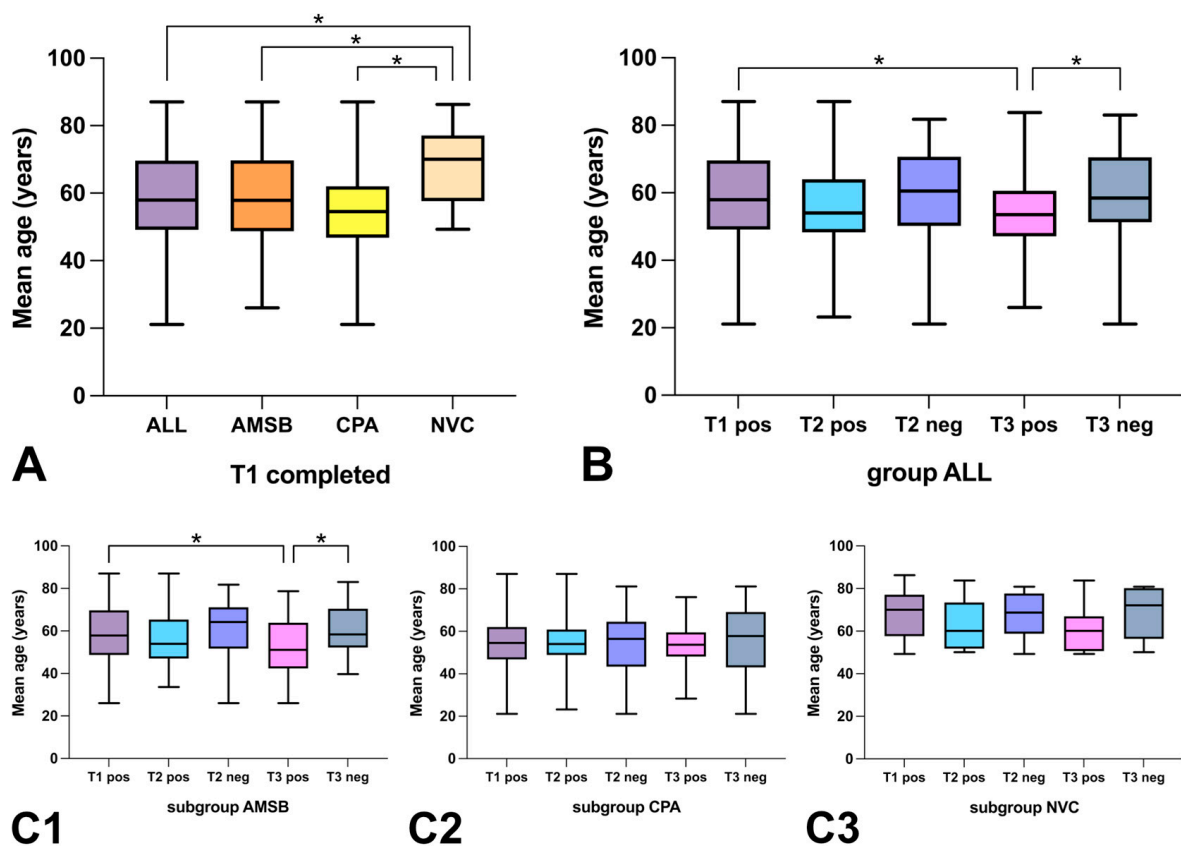 * * *
Mean age (years)
100
80
60
40
20
0
ALL AMSB CPA NVC
A T1 completed
* *
Mean age (years)
100
80
60
40
20
0
T1 pos T2 pos T2 neg T3 pos T3 neg
B group ALL
* *
Mean age (years)
100
80
60
40
20
0
T1 pos T2 pos T2 neg T3 pos T3 neg
subgroup AMSB
C1
Mean age (years)
100
80
60
40
20
0
T1 pos T2 pos T2 neg T3 pos T3 neg
subgroup CPA
C2
Mean age (years)
100
80
60
40
20
0
T1 pos T2 pos T2 neg T3 pos T3 neg
subgroup NVC
C3